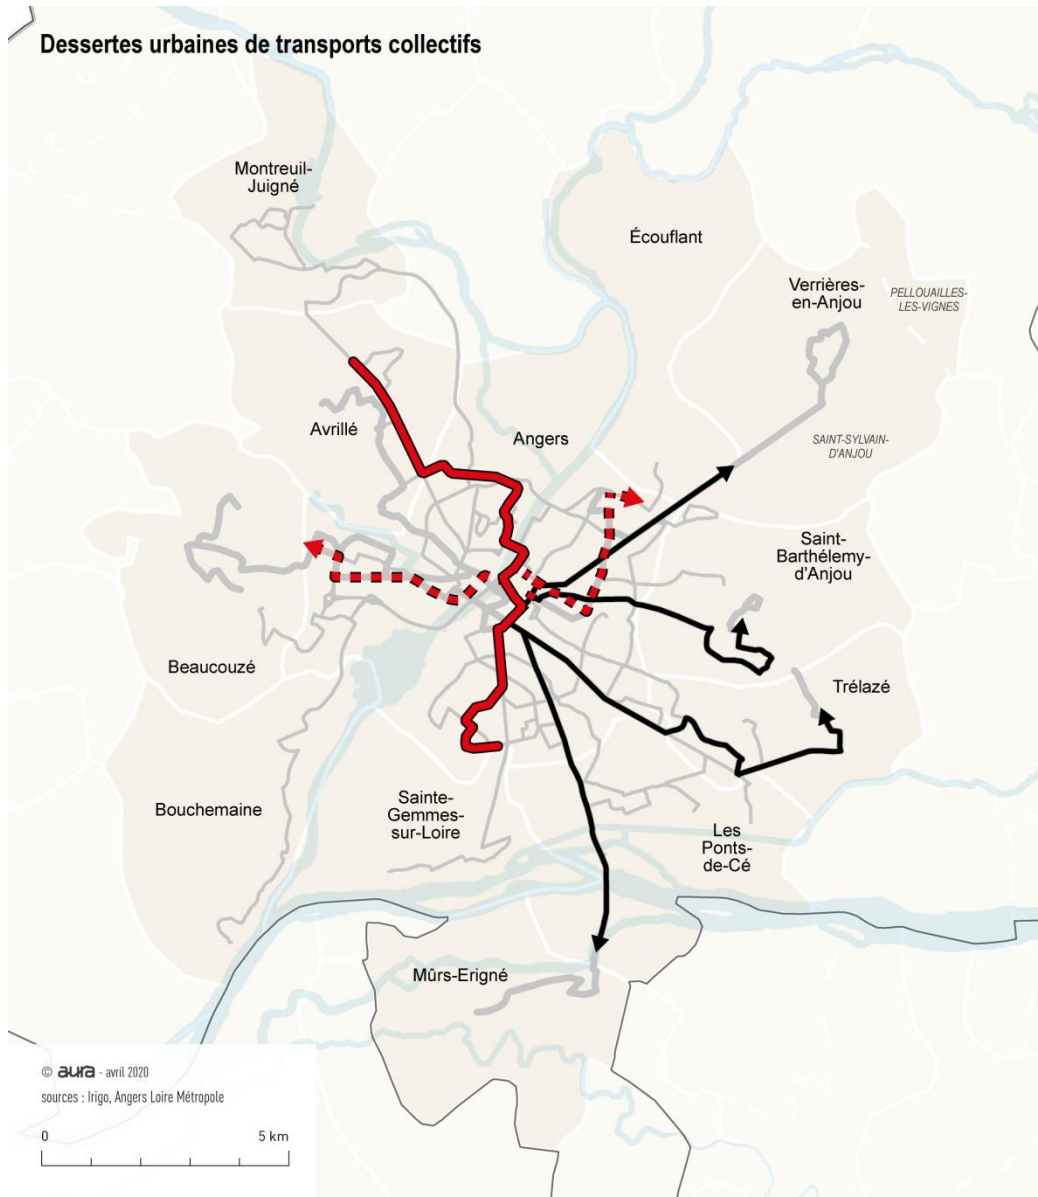 Dessertes urbaines de transports collectifs
Montreuil-
Juigné
Écouflant
Verrières-
en-Anjou
PELLOUAILLES-
LES-VIGNES
Avrillé
Angers
SAINT-SYLVAIN-
D'ANJOU
Saint-
Barthélemy-
d'Anjou
Beaucouzé
Trélazé
Bouchemaine
Sainte-
Gemmes-
sur-Loire
Les
Ponts-
de-Cé
Mûrs-Erigné
© aura - avril 2020
sources : Irigo, Angers Loire Métropole
0 5 km